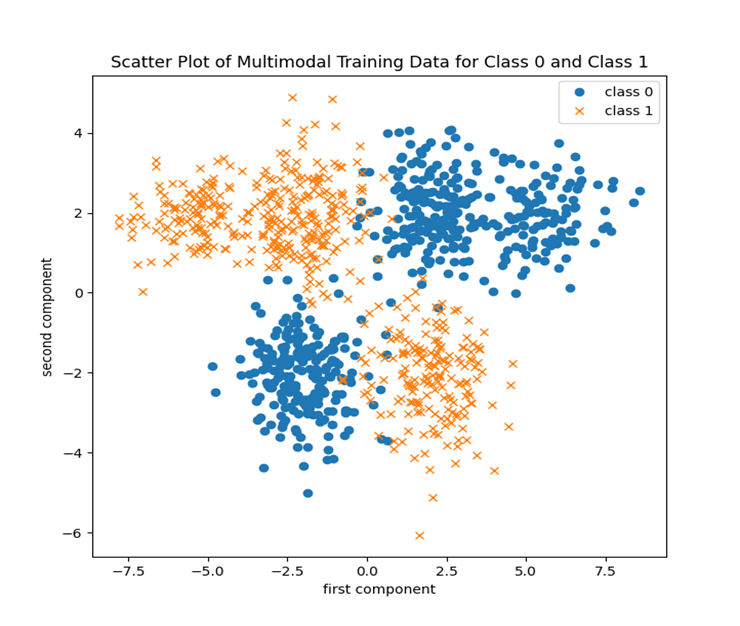 Scatter Plot of Multimodal Training Data for Class 0 and Class 1
class 0
class 1
4
2
0
−2
−4
−6
second component
−7.5 −5.0 −2.5 0.0 2.5 5.0 7.5
first component